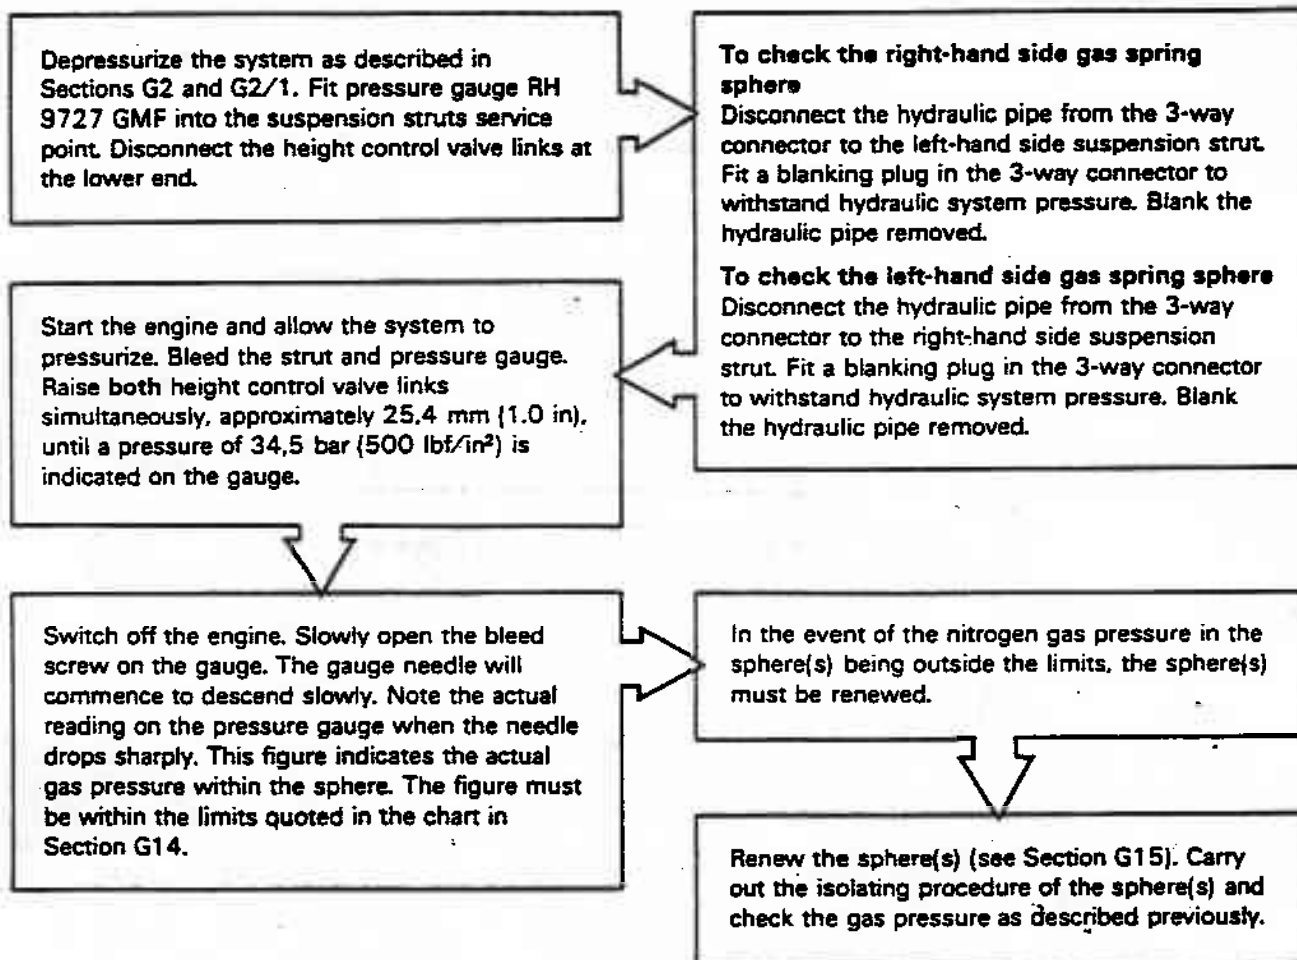 Depressurize the system as described in
Sections G2 and G2/1. Fit pressure gauge RH
9727 GMF into the suspension struts service
point. Disconnect the height control valve links at
the lower end.
To check the right-hand side gas spring
sphere
Disconnect the hydraulic pipe from the 3-way
connector to the left-hand side suspension strut.
Fit a blanking plug in the 3-way connector to
withstand hydraulic system pressure. Blank the
hydraulic pipe removed.
To check the left-hand side gas spring sphere
Disconnect the hydraulic pipe from the 3-way
connector to the right-hand side suspension
strut. Fit a blanking plug in the 3-way connector
to withstand hydraulic system pressure. Blank
the hydraulic pipe removed.
Start the engine and allow the system to
pressurize. Bleed the strut and pressure gauge.
Raise both height control valve links
simultaneously, approximately 25.4 mm (1.0 in),
until a pressure of 34,5 bar (500 lbf/in²) is
indicated on the gauge.
Switch off the engine. Slowly open the bleed
screw on the gauge. The gauge needle will
commence to descend slowly. Note the actual
reading on the pressure gauge when the needle
drops sharply. This figure indicates the actual
gas pressure within the sphere. The figure must
be within the limits quoted in the chart in
Section G14.
In the event of the nitrogen gas pressure in the
sphere(s) being outside the limits, the sphere(s)
must be renewed.
Renew the sphere(s) (see Section G15). Carry
out the isolating procedure of the sphere(s) and
check the gas pressure as described previously.